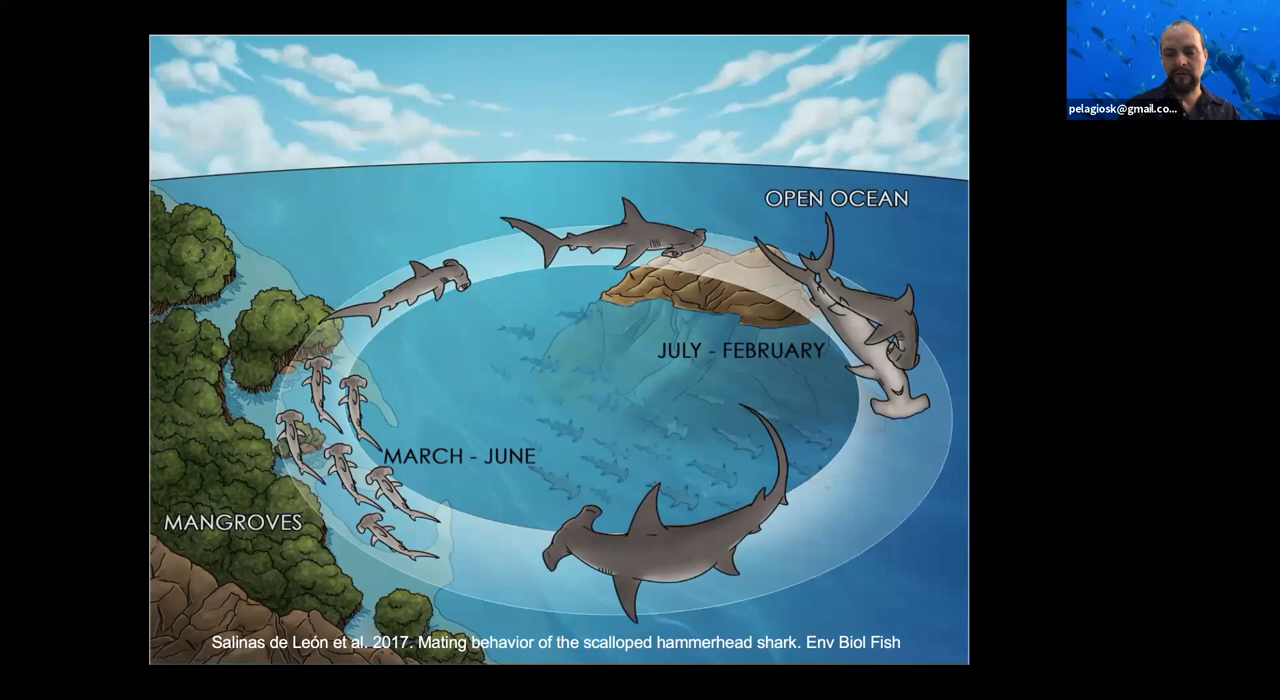 pelagiosk@gmail.co...
OPEN OCEAN
JULY - FEBRUARY
MARCH - JUNE
MANGROVES
Salinas de León et al. 2017. Mating behavior of the scalloped hammerhead shark. Env Biol Fish